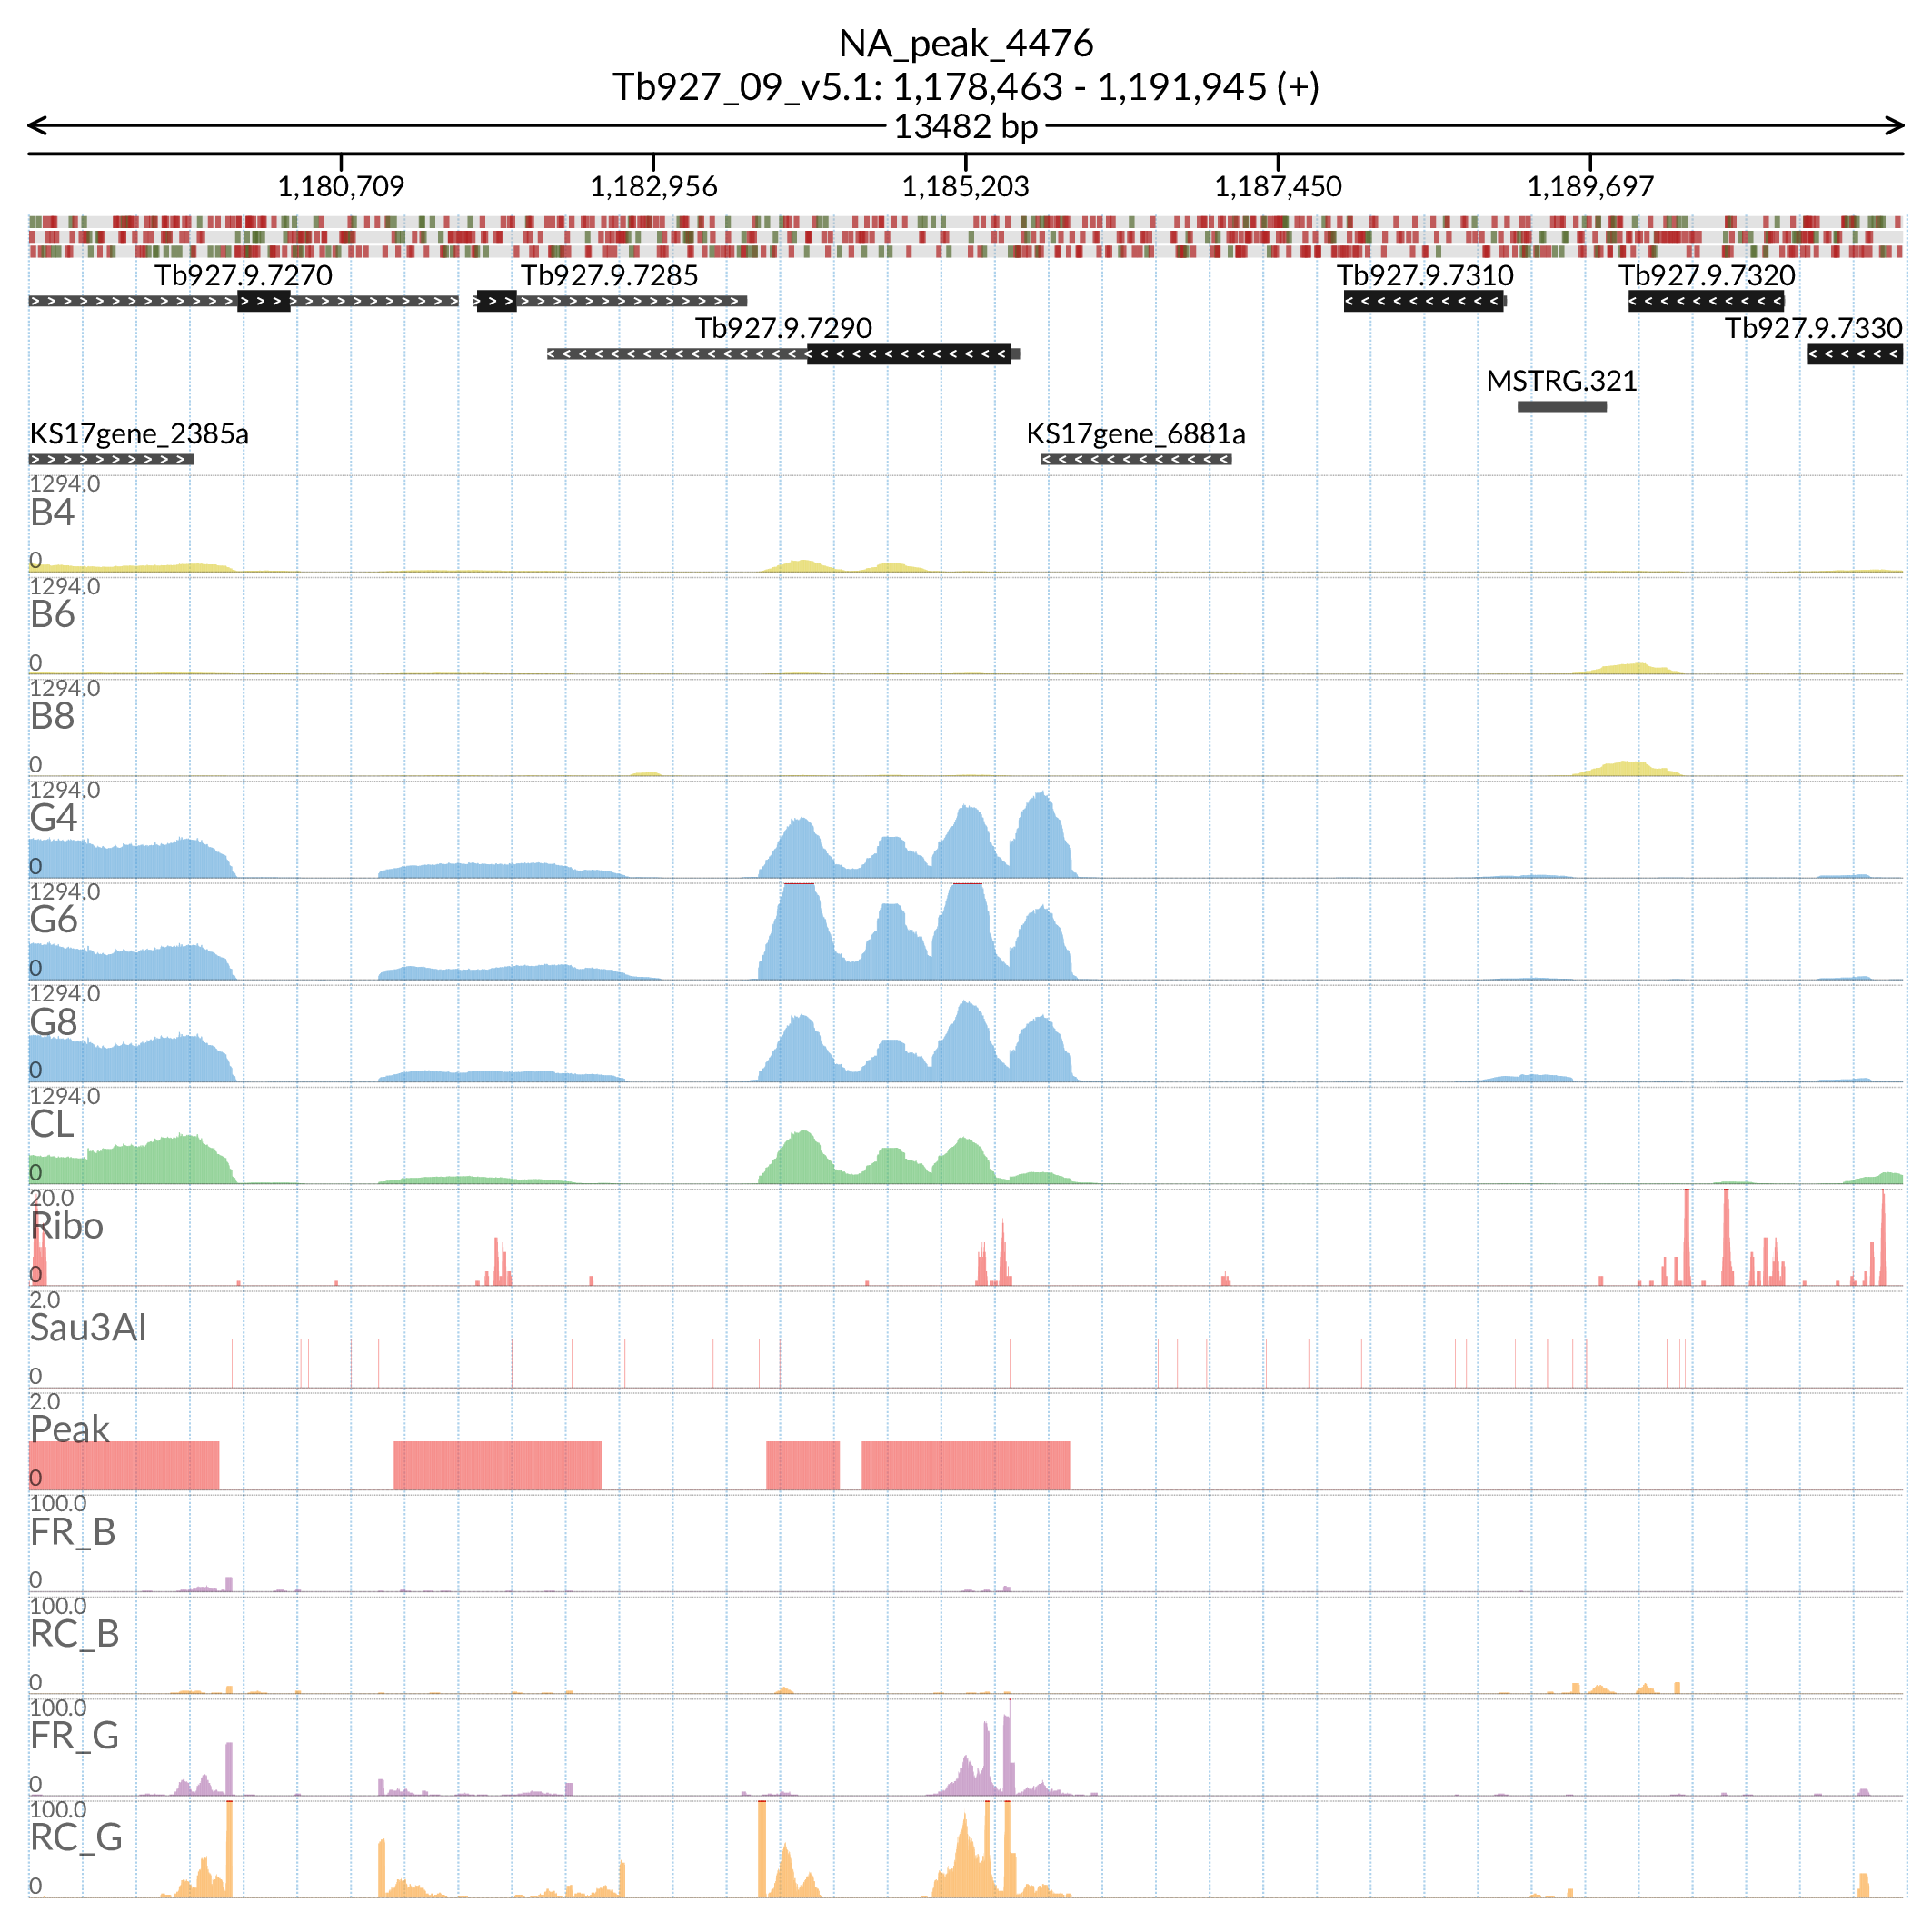 NA_peak_4476
Tb927_09_v5.1: 1,178,463 - 1,191,945 (+)
13482 bp
1,180,709 1,182,956 1,185,203 1,187,450 1,189,697
Tb927.9.7270 Tb927.9.7285 Tb927.9.7310 Tb927.9.7320
Tb927.9.7290 Tb927.9.7330
MSTRG.321
KS17gene_2385a KS17gene_6881a
1294.0
B4
0
1294.0
B6
0
1294.0
B8
0
1294.0
G4
0
1294.0
G6
0
1294.0
G8
0
1294.0
CL
0
20.0
Ribo
0
2.0
Sau3AI
0
2.0
Peak
0
100.0
FR_B
0
100.0
RC_B
0
100.0
FR_G
0
100.0
RC_G
0